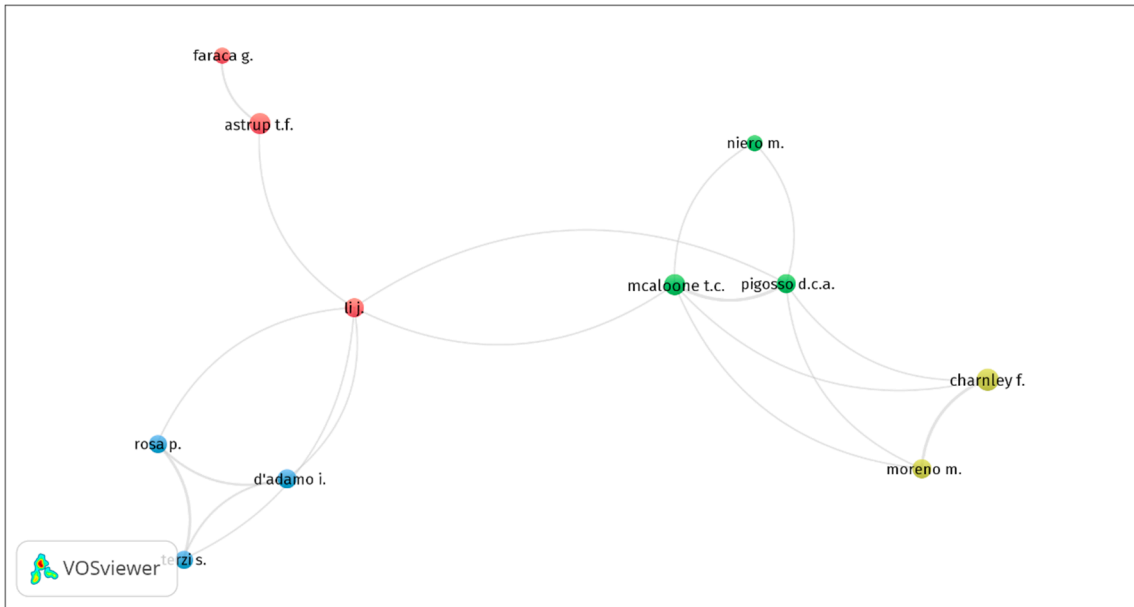 faraca g.
astrup t.f.
niero m.
mcaloone t.c.
pigosso d.c.a.
li j.
charnley f.
rosa p.
moreno m.
d'adamo i.
terzi s.
VOSviewer